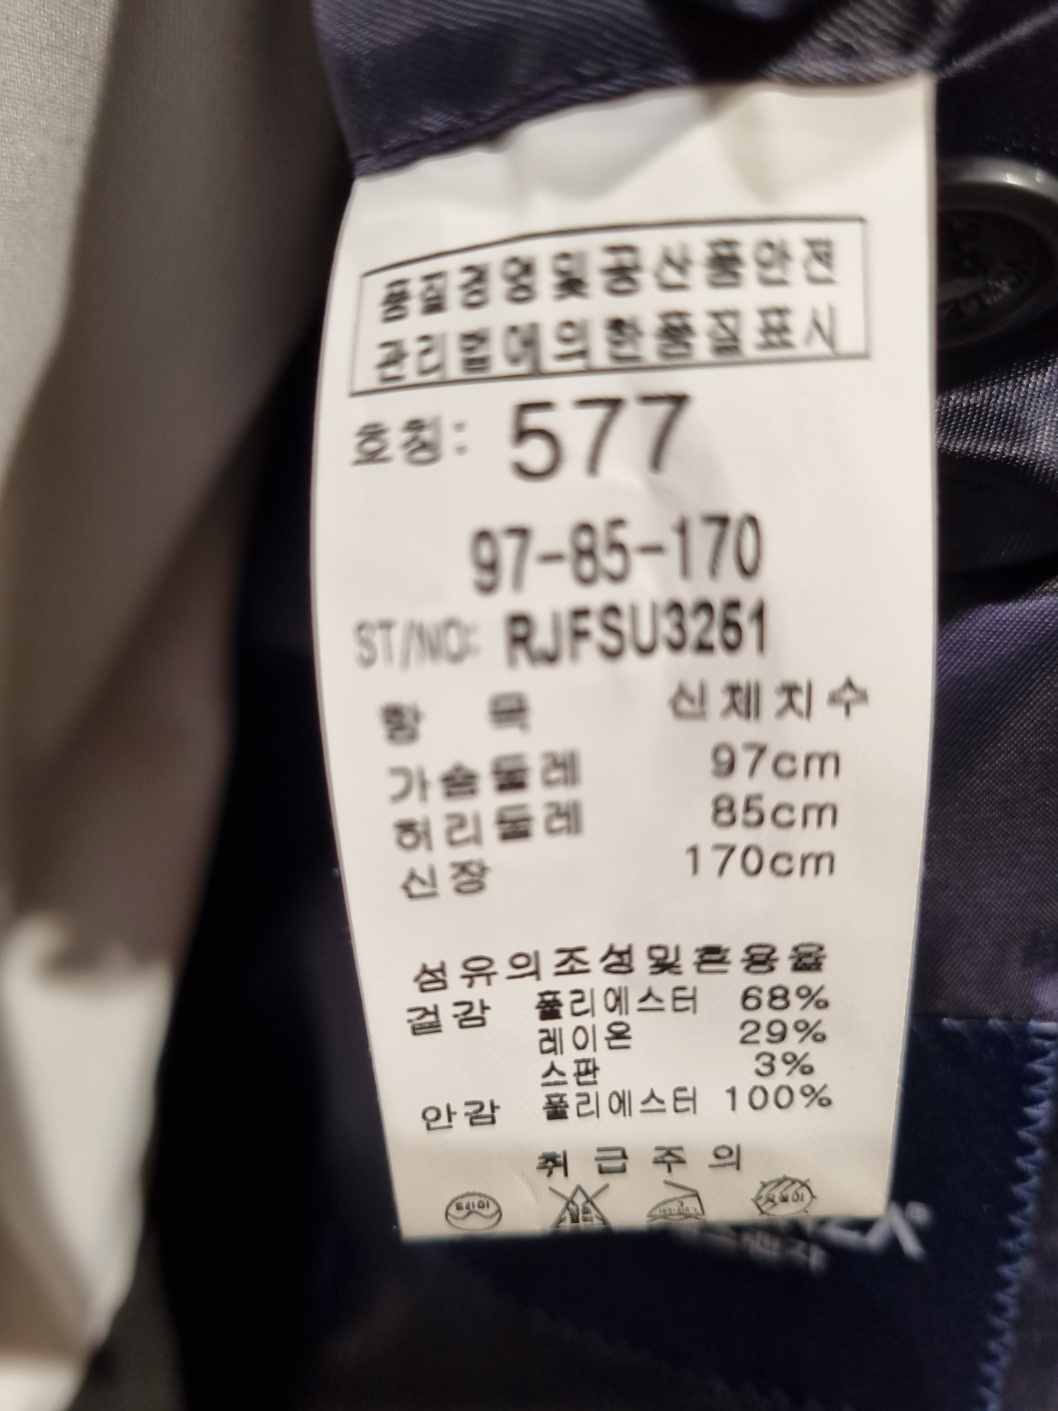 품질경영및공산품안전
관리법에의한품질표시
호칭: 577
97-85-170
ST/NO: RJFSU3261
항 목 신체치수
가슴둘레 97cm
허리둘레 85cm
신장 170cm
섬유의조성및혼용율
겉감 폴리에스터 68%
레이온 29%
스판 3%
안감 폴리에스터 100%
취급주의
드라이